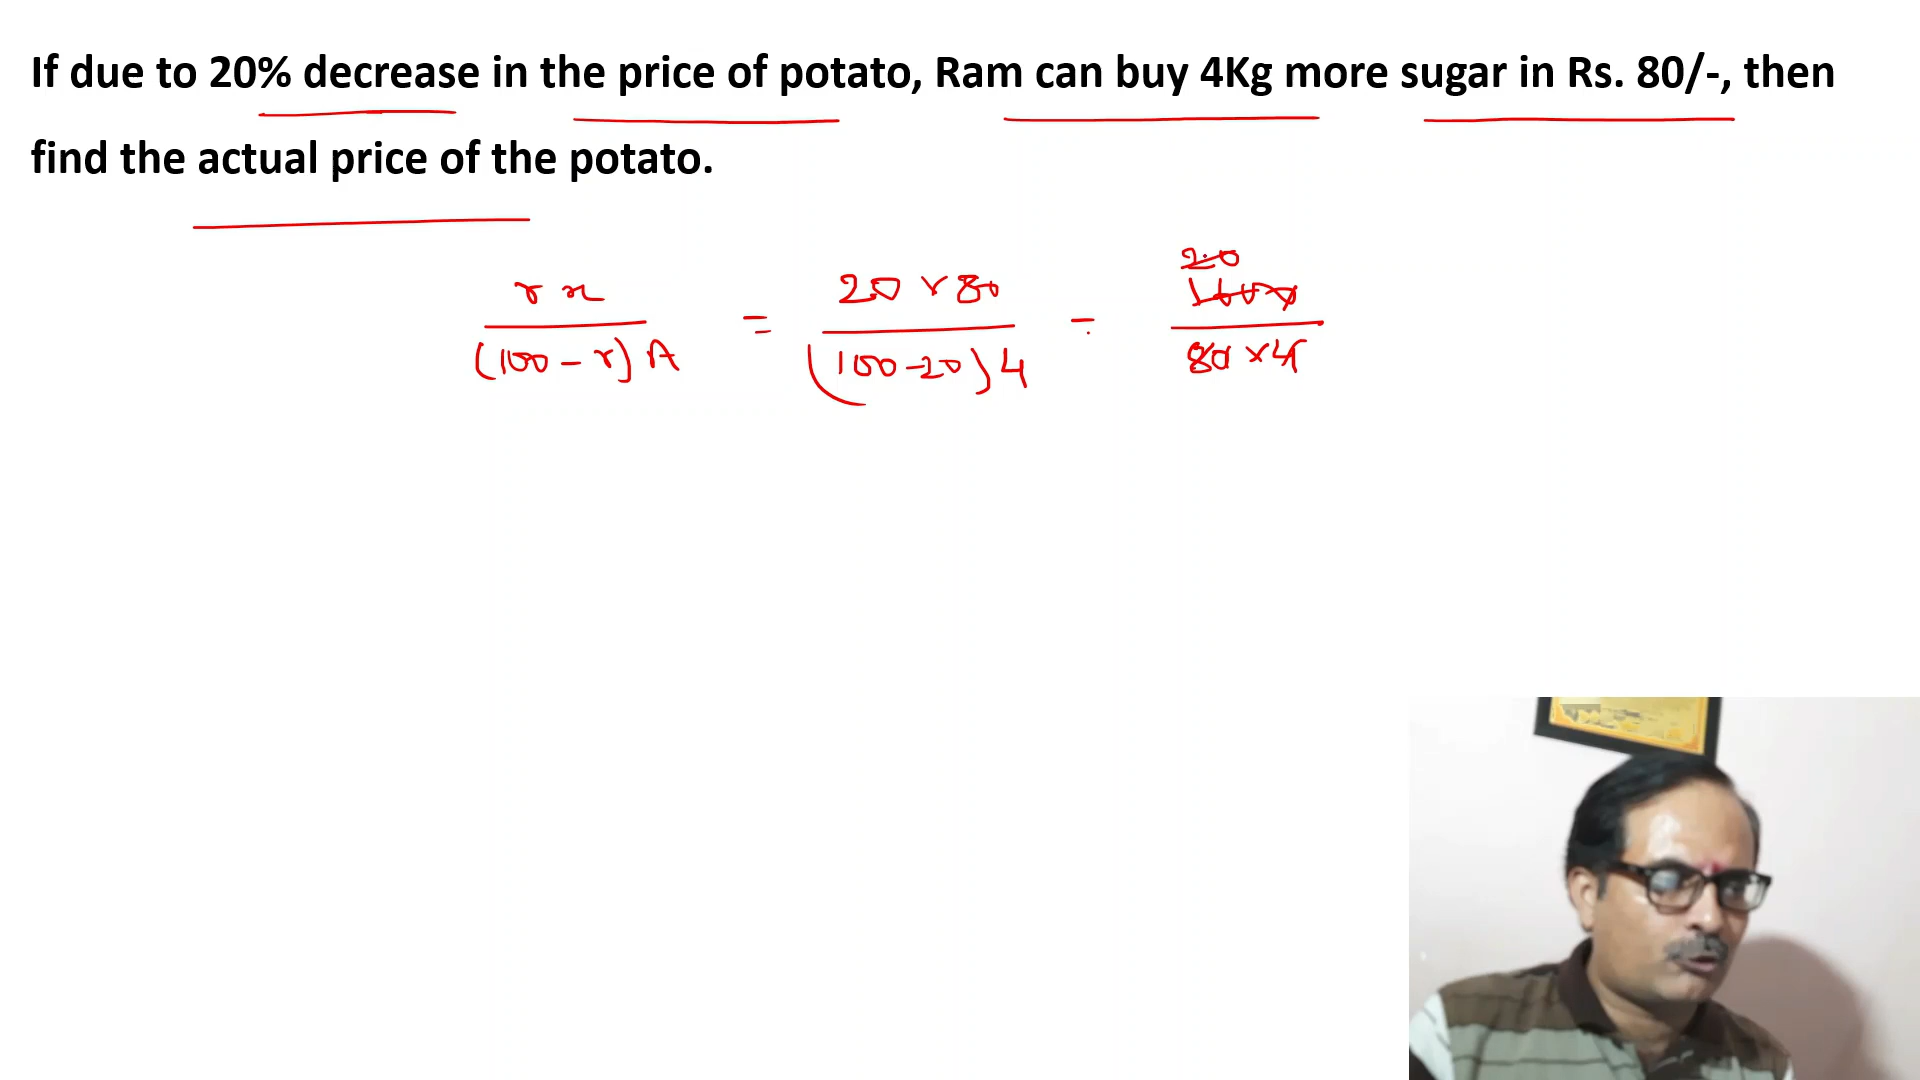 If due to 20% decrease in the price of potato, Ram can buy 4Kg more sugar in Rs. 80/-, then
find the actual price of the potato.
r x / (100 - r) A = 20 × 80 / (100-20) 4 = 20 1600 / 80 × 4